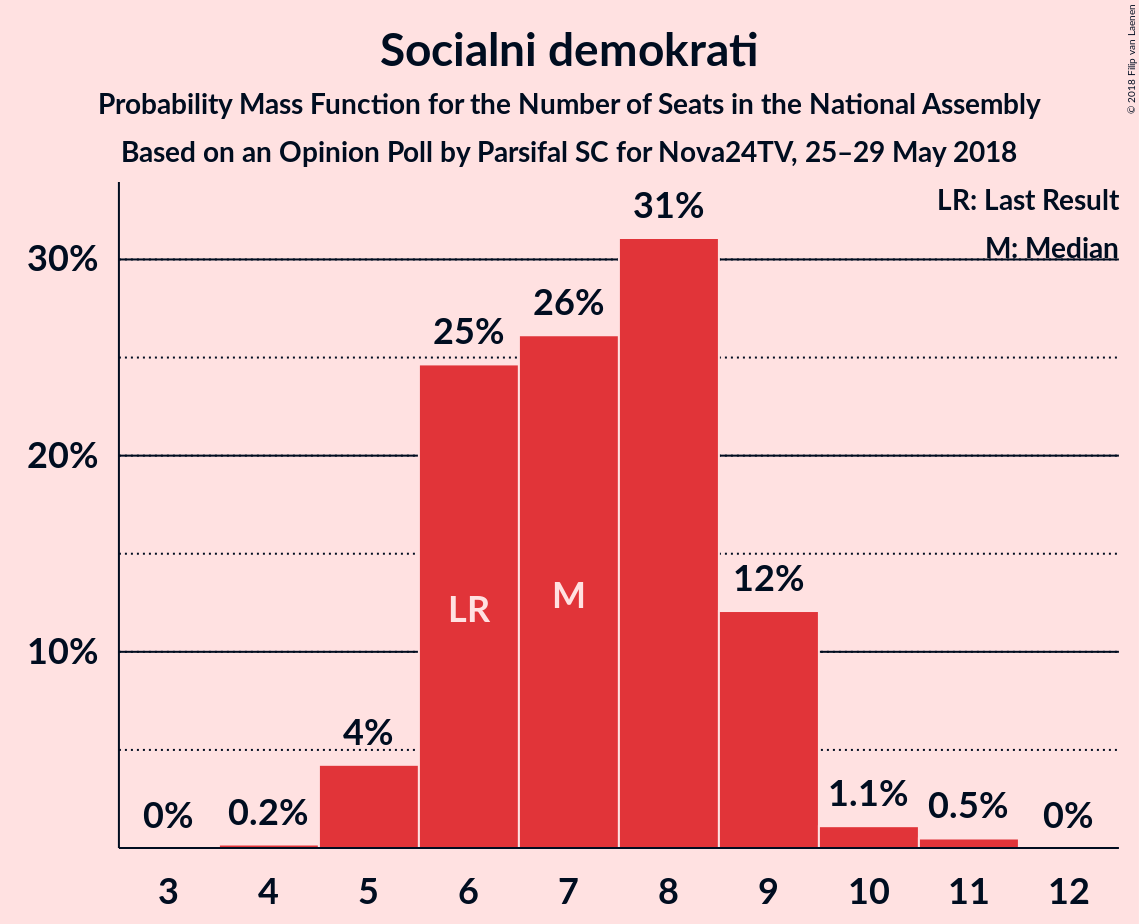 Socialni demokrati
Probability Mass Function for the Number of Seats in the National Assembly
Based on an Opinion Poll by Parsifal SC for Nova24TV, 25–29 May 2018
© 2018 Filip van Laenen
LR: Last Result
M: Median
30%
20%
10%
0%
0.2%
4%
25%
26%
31%
12%
1.1%
0.5%
0%
LR
M
3 4 5 6 7 8 9 10 11 12